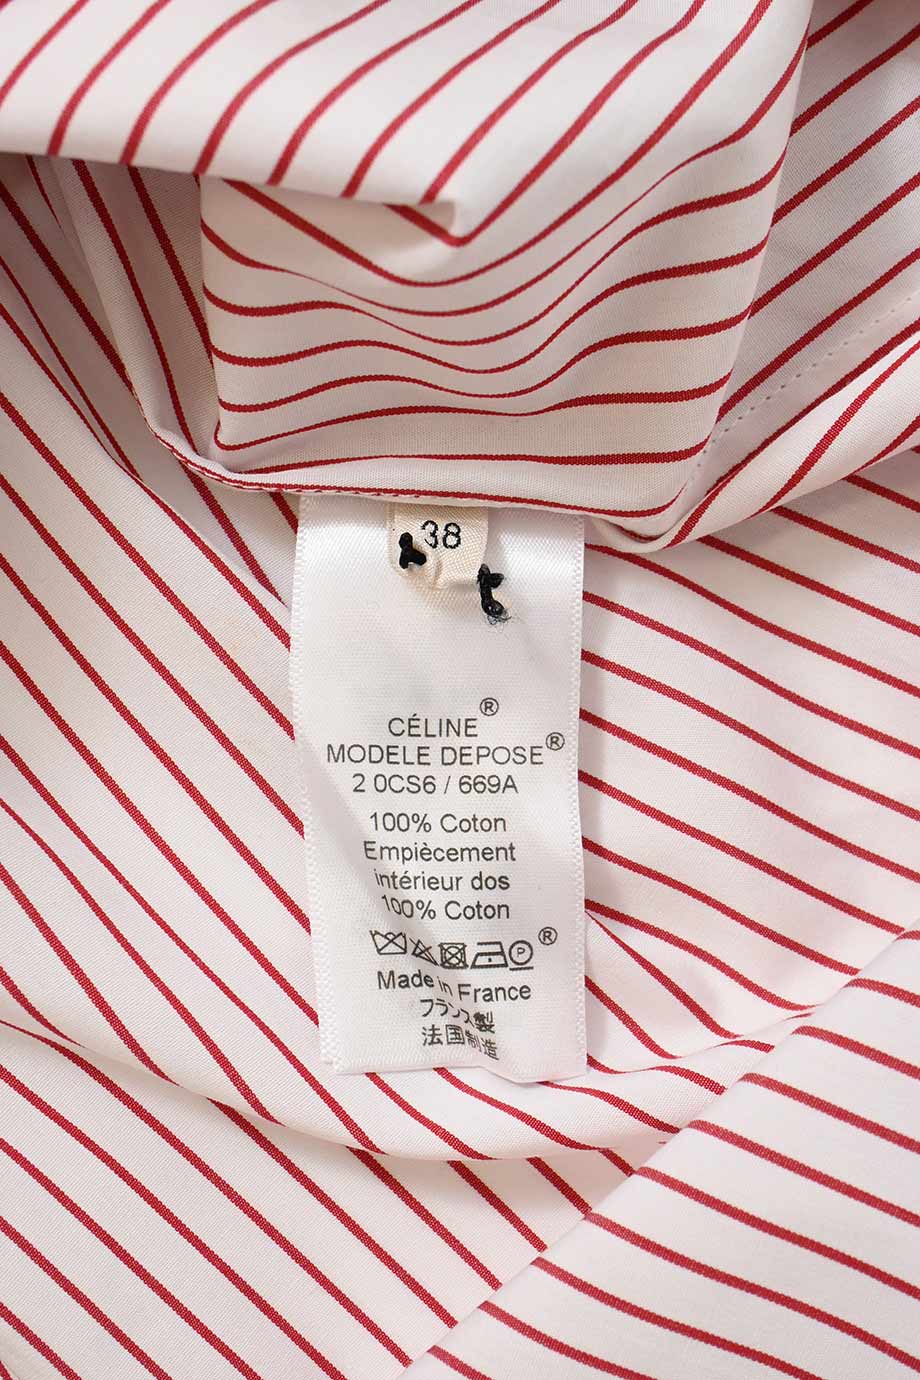 38
CÉLINE®
MODELE DEPOSE®
2 0CS6 / 669A
100% Coton
Empiècement
intérieur dos
100% Coton
P ®
Made in France
フランス製
法国制造